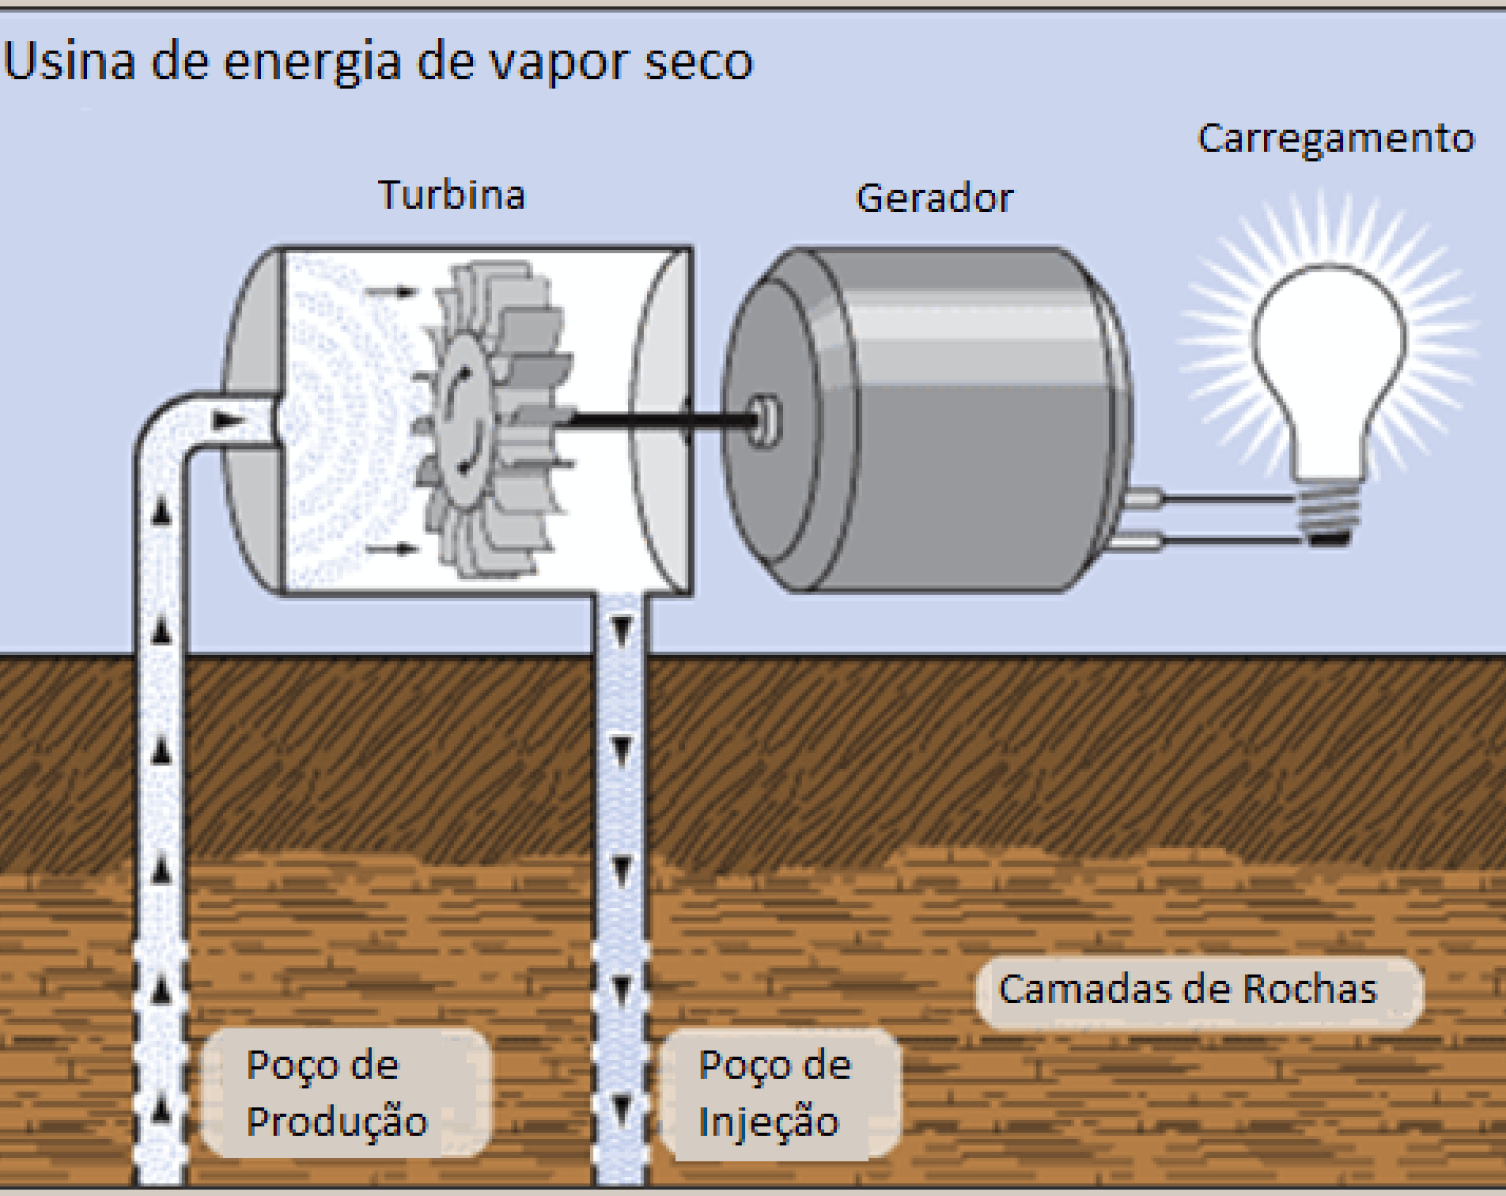 Usina de energia de vapor seco
Carregamento
Turbina
Gerador
Camadas de Rochas
Poço de
Produção
Poço de
Injeção